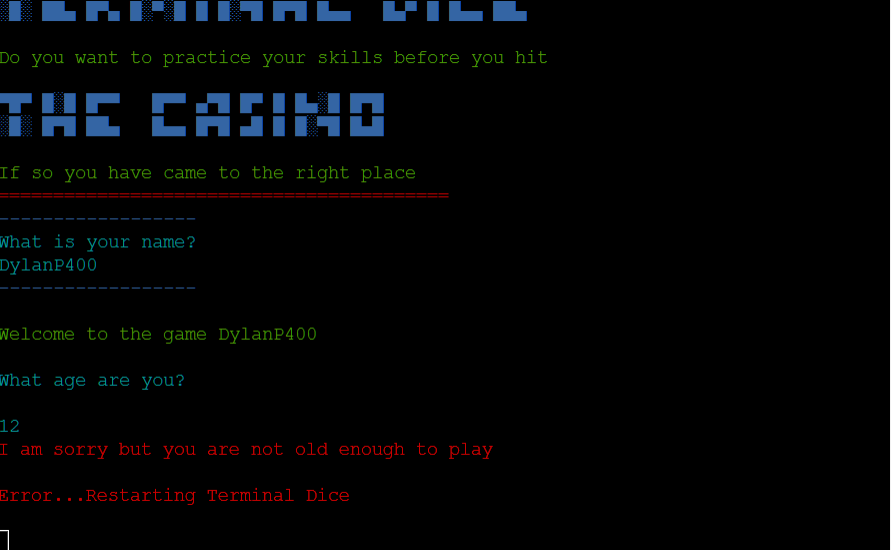 TERMINAL DICE
Do you want to practice your skills before you hit
THE CASINO
If so you have came to the right place
==========================================
------------------
What is your name?
DylanP400
------------------
Welcome to the game DylanP400
What age are you?
12
I am sorry but you are not old enough to play
Error...Restarting Terminal Dice